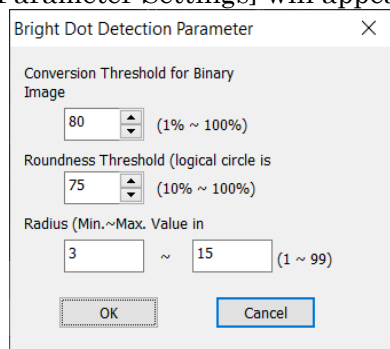 Parameter Settings] will appea
Bright Dot Detection Parameter
Conversion Threshold for Binary
Image
80 (1% ~ 100%)
Roundness Threshold (logical circle is
75 (10% ~ 100%)
Radius (Min.~Max. Value in
3 ~ 15 (1 ~ 99)
OK Cancel